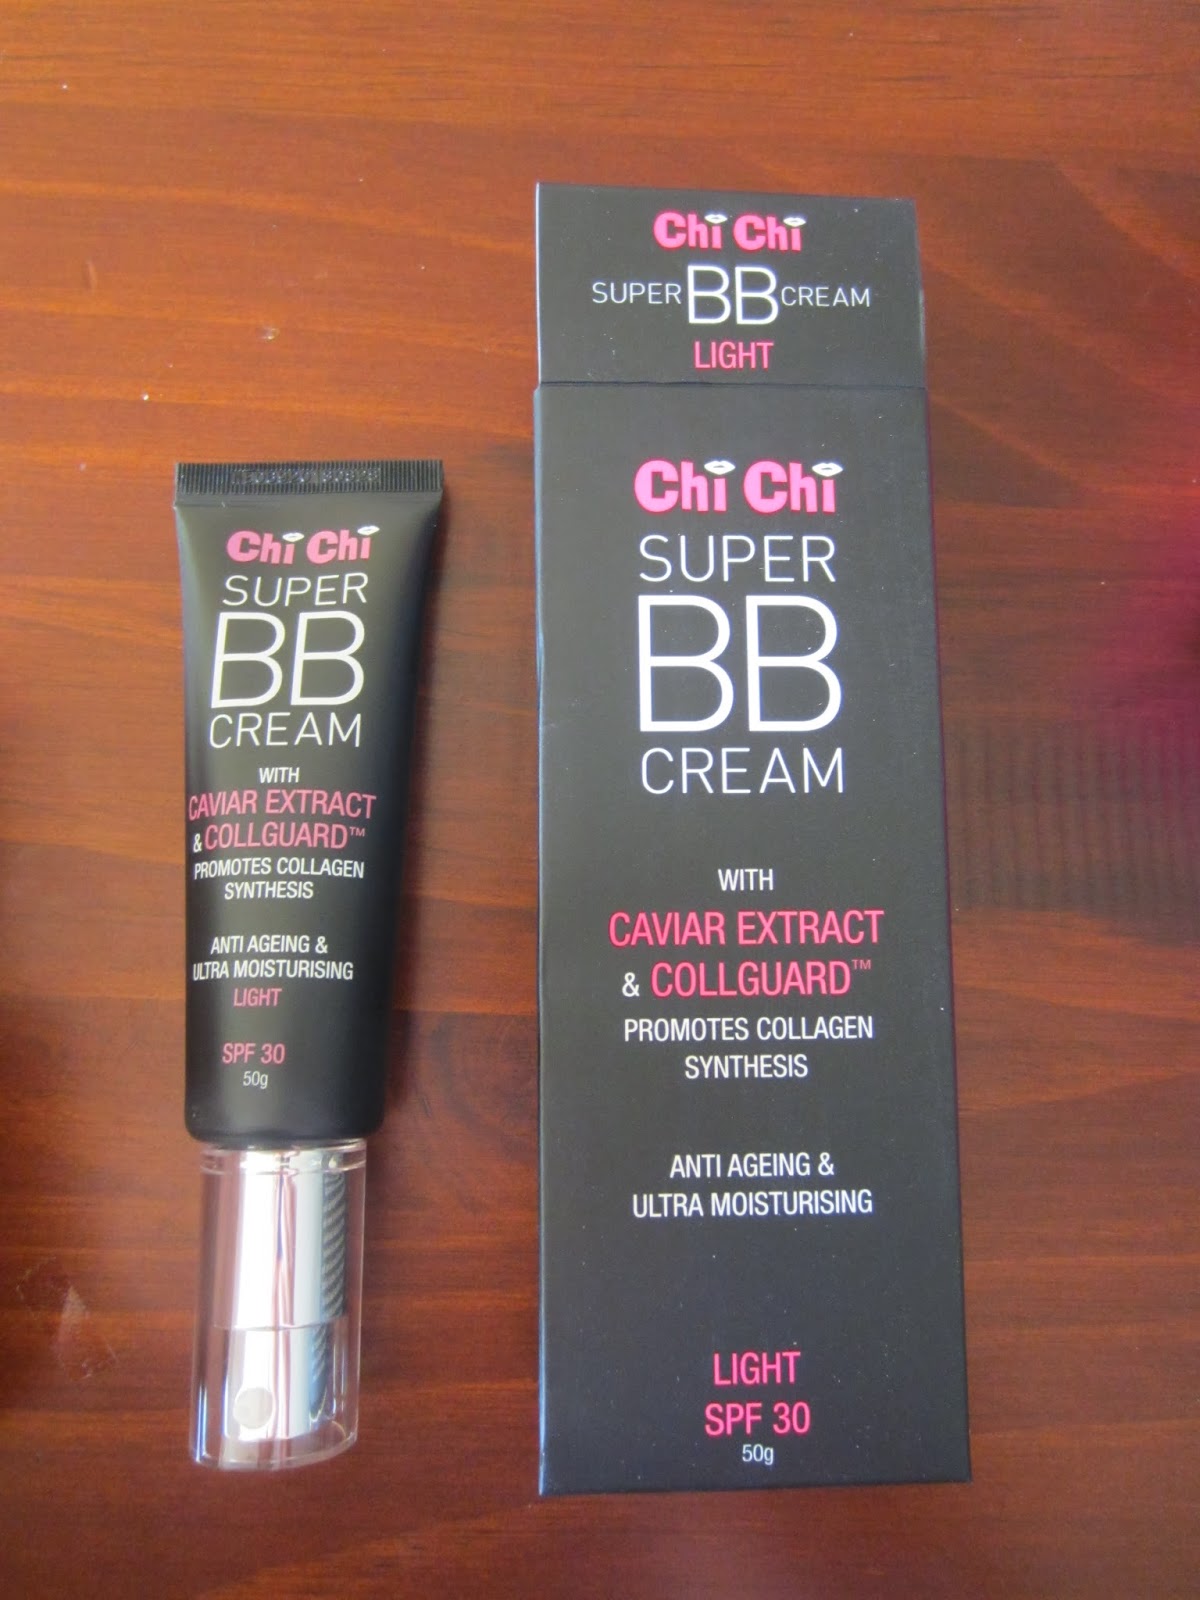 Chi Chi
SUPER
BB
CREAM
WITH
CAVIAR EXTRACT
& COLLGUARD™
PROMOTES COLLAGEN
SYNTHESIS
ANTI AGEING &
ULTRA MOISTURISING
LIGHT
SPF 30
50g
Chi Chi
SUPER BB CREAM
LIGHT
Chi Chi
SUPER
BB
CREAM
WITH
CAVIAR EXTRACT
& COLLGUARD™
PROMOTES COLLAGEN
SYNTHESIS
ANTI AGEING &
ULTRA MOISTURISING
LIGHT
SPF 30
50g